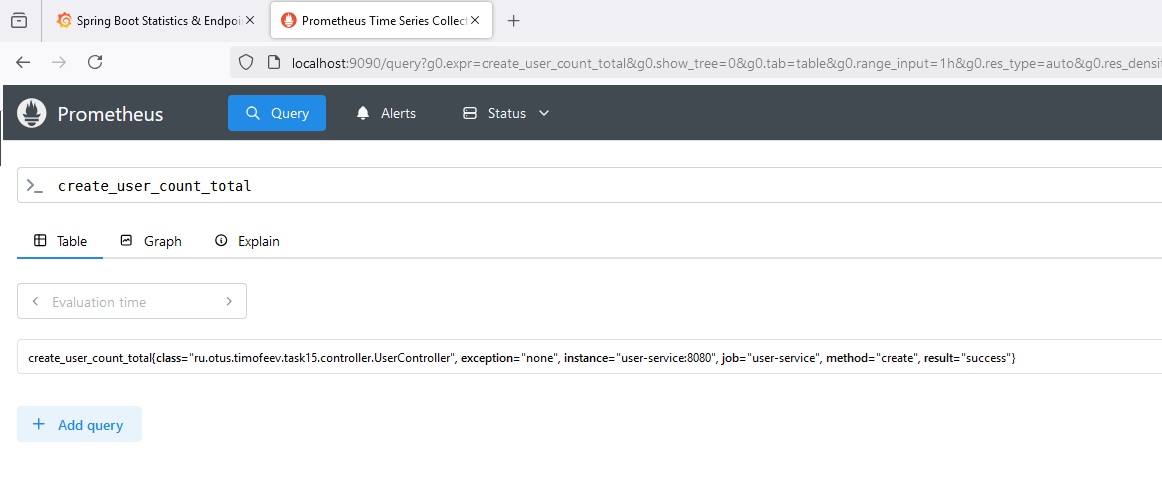 Spring Boot Statistics & Endpoi
Prometheus Time Series Collec
localhost:9090/query?g0.expr=create_user_count_total&g0.show_tree=0&g0.tab=table&g0.range_input=1h&g0.res_type=auto&g0.res_densit
Prometheus Query Alerts Status
create_user_count_total
Table Graph Explain
Evaluation time
create_user_count_total{class="ru.otus.timofeev.task15.controller.UserController", exception="none", instance="user-service:8080", job="user-service", method="create", result="success"}
Add query